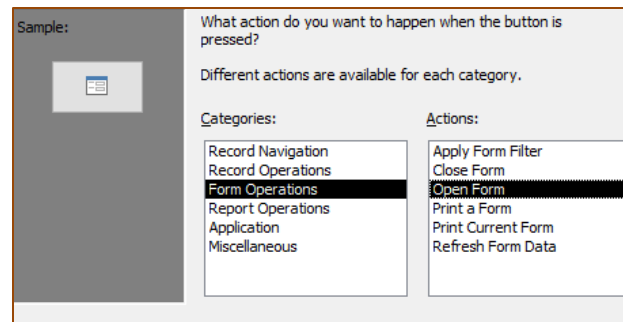 Sample:
What action do you want to happen when the button is
pressed?
Different actions are available for each category.
Categories:
Record Navigation
Record Operations
Form Operations
Report Operations
Application
Miscellaneous
Actions:
Apply Form Filter
Close Form
Open Form
Print a Form
Print Current Form
Refresh Form Data